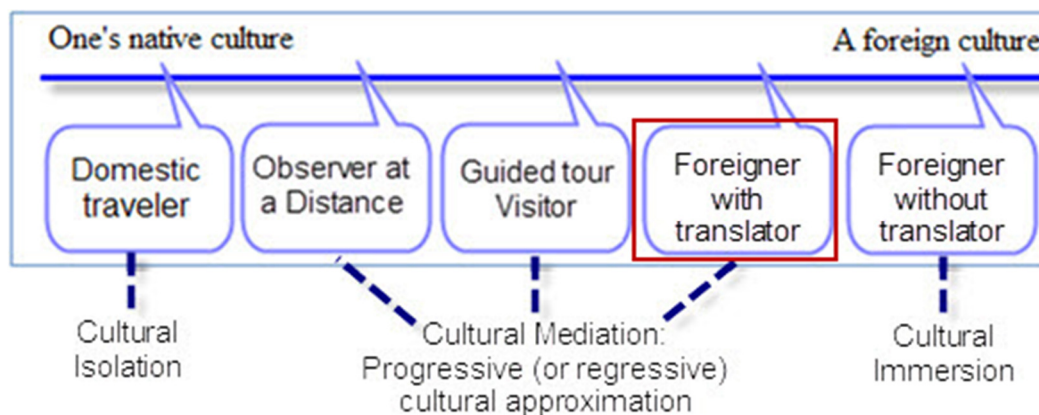 One's native culture
A foreign culture
Domestic
traveler
Observer at
a Distance
Guided tour
Visitor
Foreigner
with
translator
Foreigner
without
translator
Cultural
Isolation
Cultural Mediation:
Progressive (or regressive)
cultural approximation
Cultural
Immersion